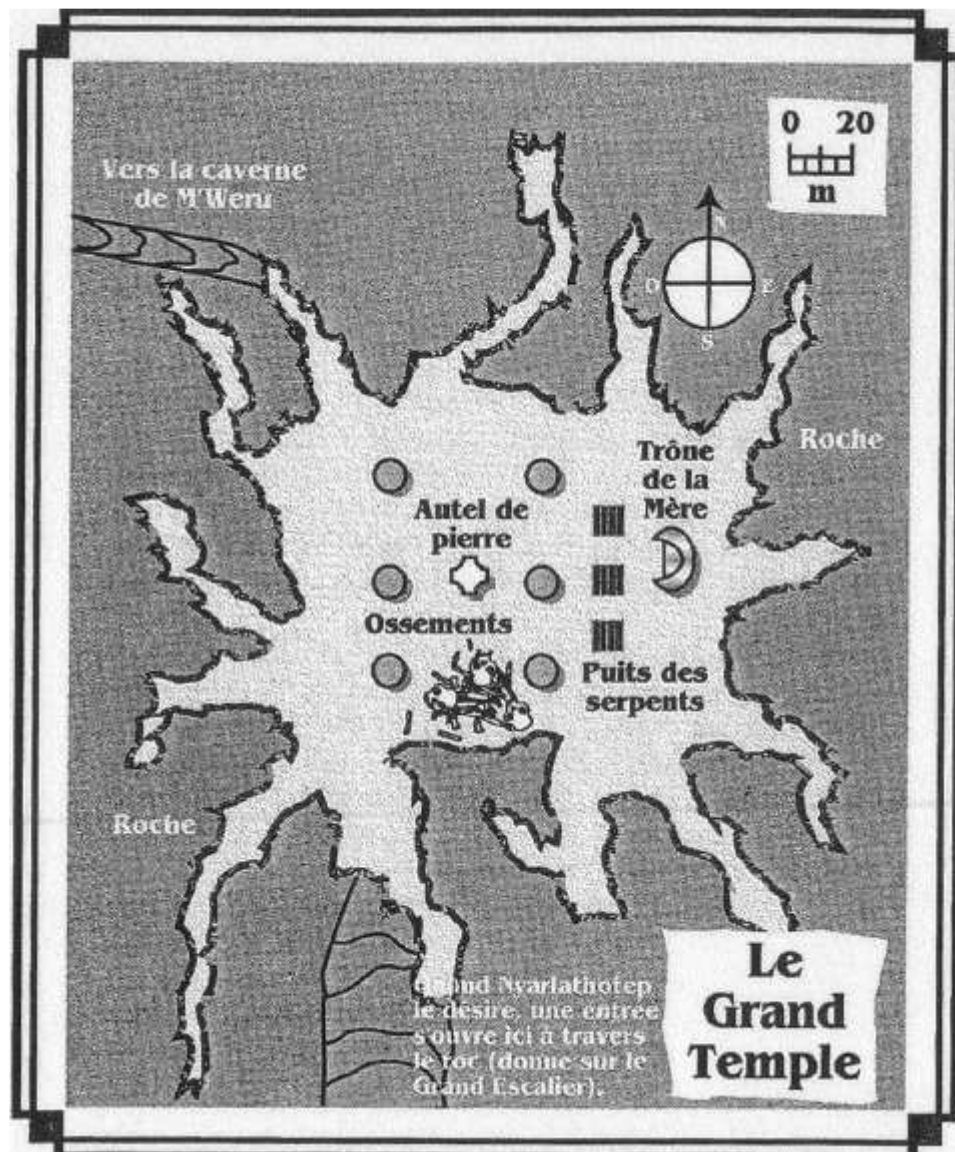 0 20
m
Vers la caverne
de M'Weru
N
O E
S
Roche
Trône
de la
Mère
Autel de
pierre
Ossements
Puits des
serpents
Roche
Quand Nyarlathotep
le désire, une entrée
s'ouvre ici à travers
le roc (donne sur le
Grand Escalier).
Le
Grand
Temple